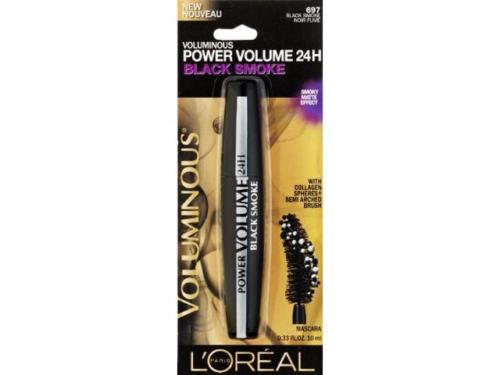 NEW
NOUVEAU
697
BLACK SMOKE
NOIR FUMÉ
VOLUMINOUS
POWER VOLUME 24H
BLACK SMOKE
SMOKY
MATTE
EFFECT
VOLUMINOUS®
POWER VOLUME 24H
BLACK SMOKE
WITH
COLLAGEN
SPHERES+
SEMI ARCHED
BRUSH
MASCARA
0.33 FL.OZ. 10 ml
L'ORÉAL
PARIS